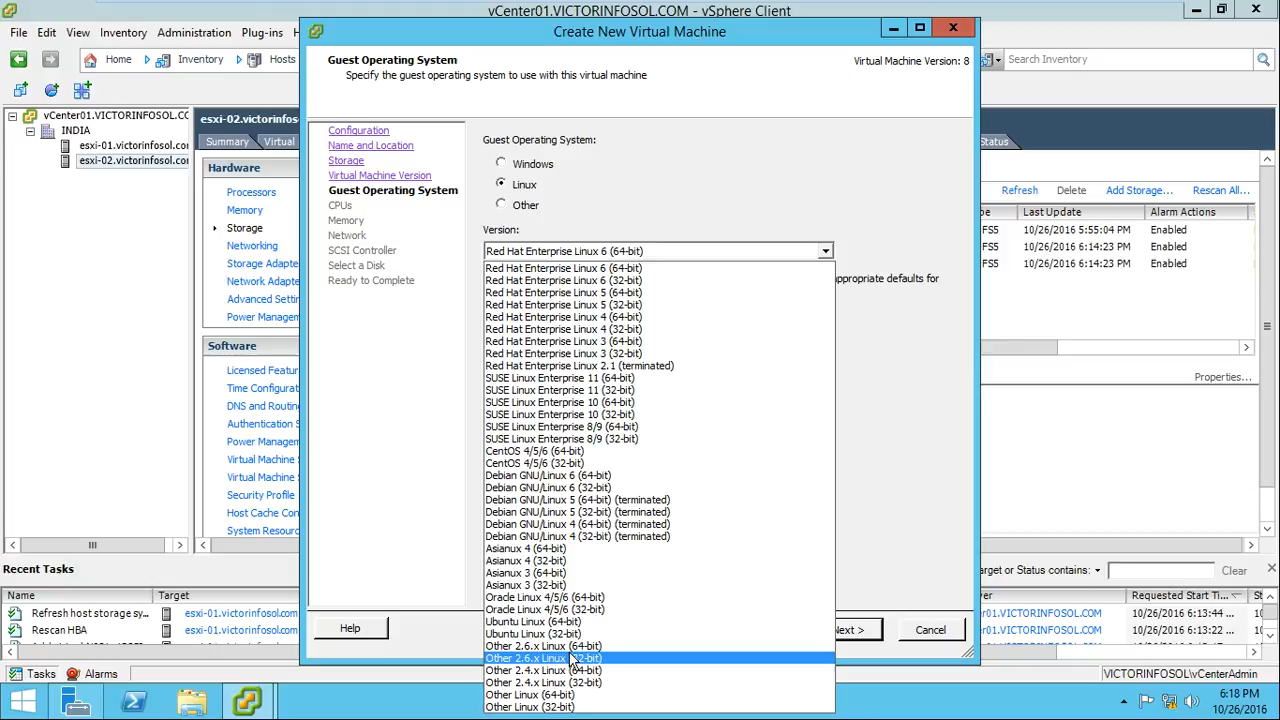 vCenter01.VICTORINFOSOL.COM - vSphere Client
File Edit View Inventory Administration Plug-ins
Home Inventory Hosts
Search Inventory
vCenter01.VICTORINFOSOL.CC
INDIA
esxi-01.victorinfosol.cor
esxi-02.victorinfosol.cor
esxi-02.victorinfoso
Summary Virtual
Status
Hardware
Processors
Memory
Storage
Networking
Storage Adapte
Network Adapte
Advanced Settin
Power Managem
Software
Licensed Featur
Time Configurat
DNS and Routin
Authentication S
Power Managem
Virtual Machine
Virtual Machine
Security Profile
Host Cache Con
System Resourc
Refresh Delete Add Storage... Rescan All...
pe Last Update Alarm Actions
FS5 10/26/2016 5:55:04 PM Enabled
FS5 10/26/2016 6:14:23 PM Enabled
FS5 10/26/2016 6:14:23 PM Enabled
Properties...
Create New Virtual Machine
Guest Operating System
Specify the guest operating system to use with this virtual machine
Virtual Machine Version: 8
Configuration
Name and Location
Storage
Virtual Machine Version
Guest Operating System
CPUs
Memory
Network
SCSI Controller
Select a Disk
Ready to Complete
Guest Operating System:
Windows
Linux
Other
Version:
Red Hat Enterprise Linux 6 (64-bit)
appropriate defaults for
Red Hat Enterprise Linux 6 (64-bit)
Red Hat Enterprise Linux 6 (32-bit)
Red Hat Enterprise Linux 5 (64-bit)
Red Hat Enterprise Linux 5 (32-bit)
Red Hat Enterprise Linux 4 (64-bit)
Red Hat Enterprise Linux 4 (32-bit)
Red Hat Enterprise Linux 3 (64-bit)
Red Hat Enterprise Linux 3 (32-bit)
Red Hat Enterprise Linux 2.1 (terminated)
SUSE Linux Enterprise 11 (64-bit)
SUSE Linux Enterprise 11 (32-bit)
SUSE Linux Enterprise 10 (64-bit)
SUSE Linux Enterprise 10 (32-bit)
SUSE Linux Enterprise 8/9 (64-bit)
SUSE Linux Enterprise 8/9 (32-bit)
CentOS 4/5/6 (64-bit)
CentOS 4/5/6 (32-bit)
Debian GNU/Linux 6 (64-bit)
Debian GNU/Linux 6 (32-bit)
Debian GNU/Linux 5 (64-bit) (terminated)
Debian GNU/Linux 5 (32-bit) (terminated)
Debian GNU/Linux 4 (64-bit) (terminated)
Debian GNU/Linux 4 (32-bit) (terminated)
Asianux 4 (64-bit)
Asianux 4 (32-bit)
Asianux 3 (64-bit)
Asianux 3 (32-bit)
Oracle Linux 4/5/6 (64-bit)
Oracle Linux 4/5/6 (32-bit)
Ubuntu Linux (64-bit)
Ubuntu Linux (32-bit)
Other 2.6.x Linux (64-bit)
Other 2.6.x Linux (32-bit)
Other 2.4.x Linux (64-bit)
Other 2.4.x Linux (32-bit)
Other Linux (64-bit)
Other Linux (32-bit)
Help Next > Cancel
Recent Tasks
arget or Status contains: Clear
Name Target
Refresh host storage sy... esxi-02.victorinfosol.c
Rescan HBA esxi-02.victorinfosol.c
rver Requested Start Ti... St
er01.VICTORINFOSOL.COM 10/26/2016 6:13:44 10/
er01.VICTORINFOSOL.COM 10/26/2016 6:13:22 10/
Tasks Alarms
VICTORINFOSOL\vCenterAdmin
6:18 PM
10/26/2016